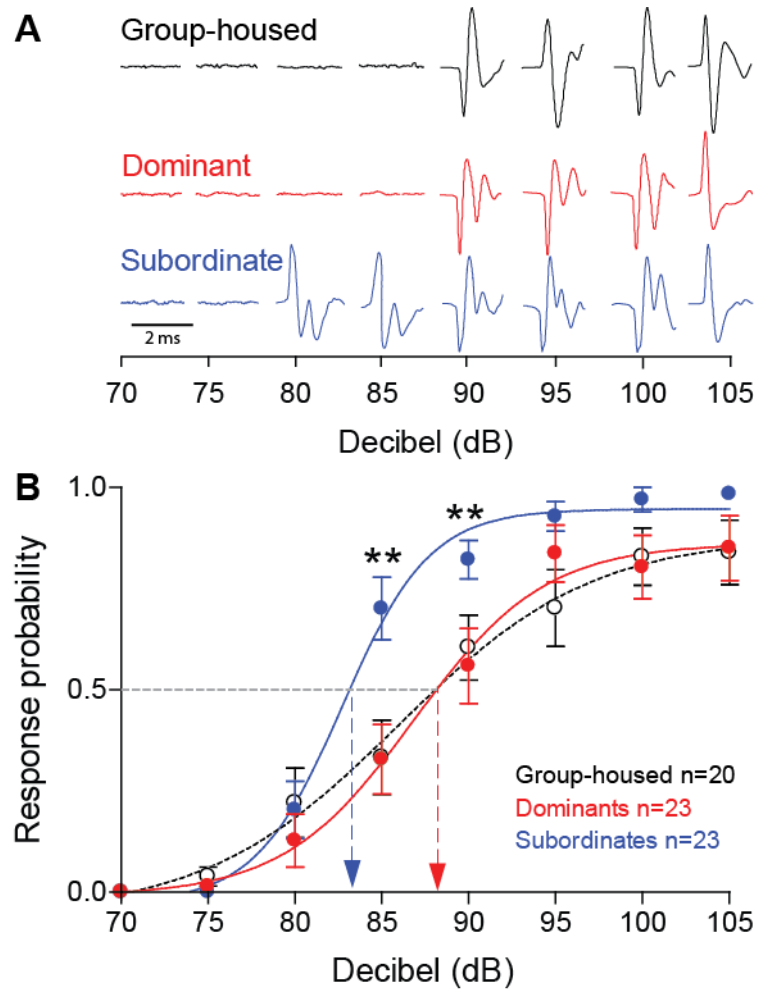 A
Group-housed
Dominant
Subordinate
2 ms
70 75 80 85 90 95 100 105
Decibel (dB)
B
1.0
**
**
Response probability
0.5
Group-housed n=20
Dominants n=23
Subordinates n=23
0.0
70 75 80 85 90 95 100 105
Decibel (dB)